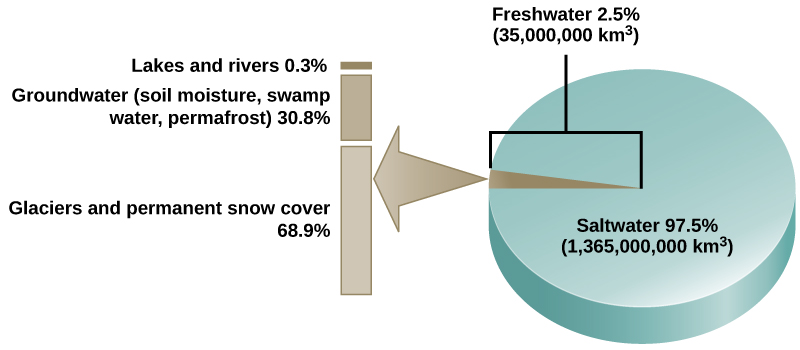 Freshwater 2.5%
(35,000,000 km³)
Lakes and rivers 0.3%
Groundwater (soil moisture, swamp
water, permafrost) 30.8%
Glaciers and permanent snow cover
68.9%
Saltwater 97.5%
(1,365,000,000 km³)